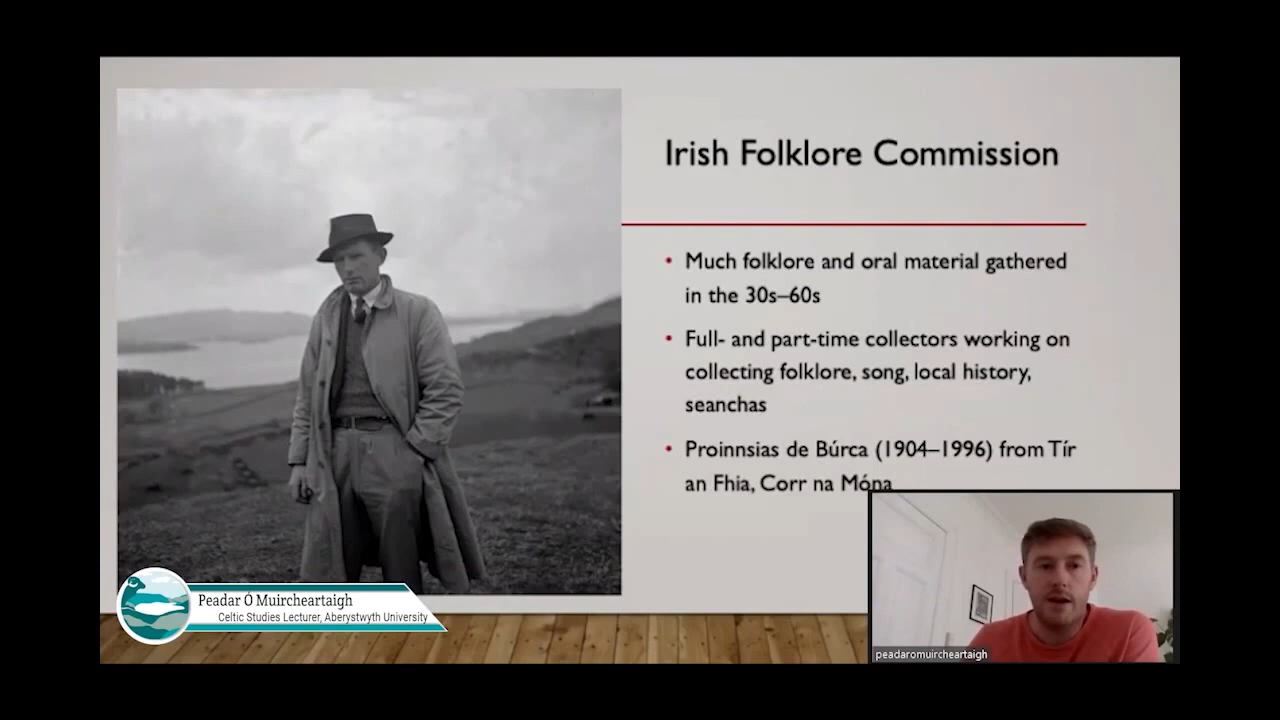 Irish Folklore Commission
• Much folklore and oral material gathered
in the 30s–60s
• Full- and part-time collectors working on
collecting folklore, song, local history,
seanchas
• Proinnsias de Búrca (1904–1996) from Tír
an Fhia, Corr na Móna
Peadar Ó Muircheartaigh
Celtic Studies Lecturer, Aberystwyth University
peadaromuircheartaigh